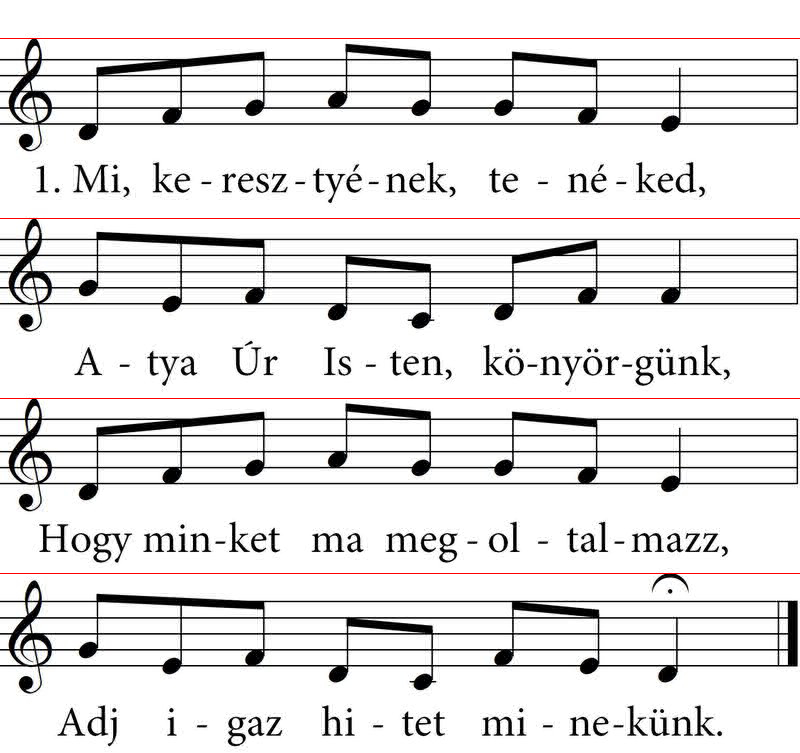 1. Mi, ke - resz - tyé - nek, te - né - ked,
A - tya Úr Is - ten, kö-nyör-günk,
Hogy min-ket ma meg - ol - tal-mazz,
Adj i - gaz hi - tet mi - ne-künk.